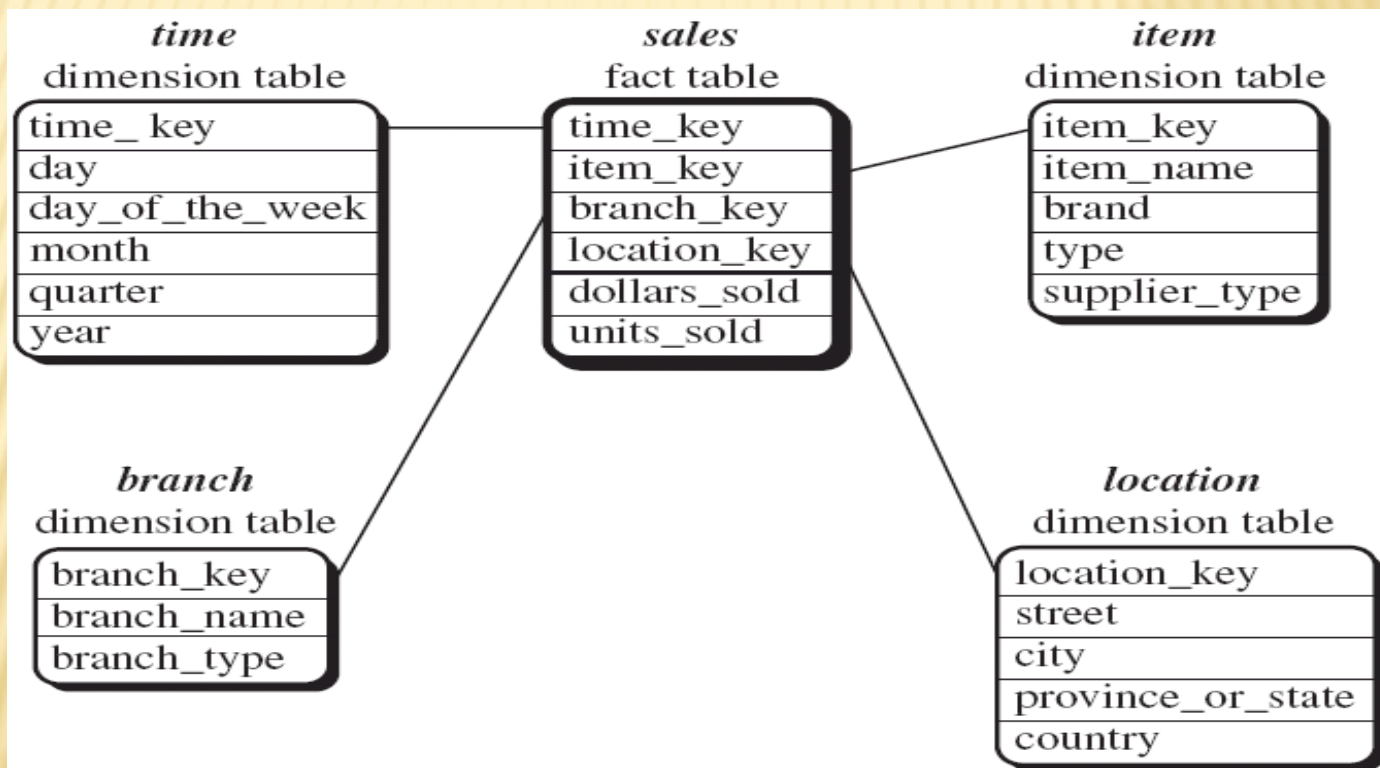 time
dimension table
time_ key
day
day_of_the_week
month
quarter
year
sales
fact table
time_key
item_key
branch_key
location_key
dollars_sold
units_sold
item
dimension table
item_key
item_name
brand
type
supplier_type
branch
dimension table
branch_key
branch_name
branch_type
location
dimension table
location_key
street
city
province_or_state
country